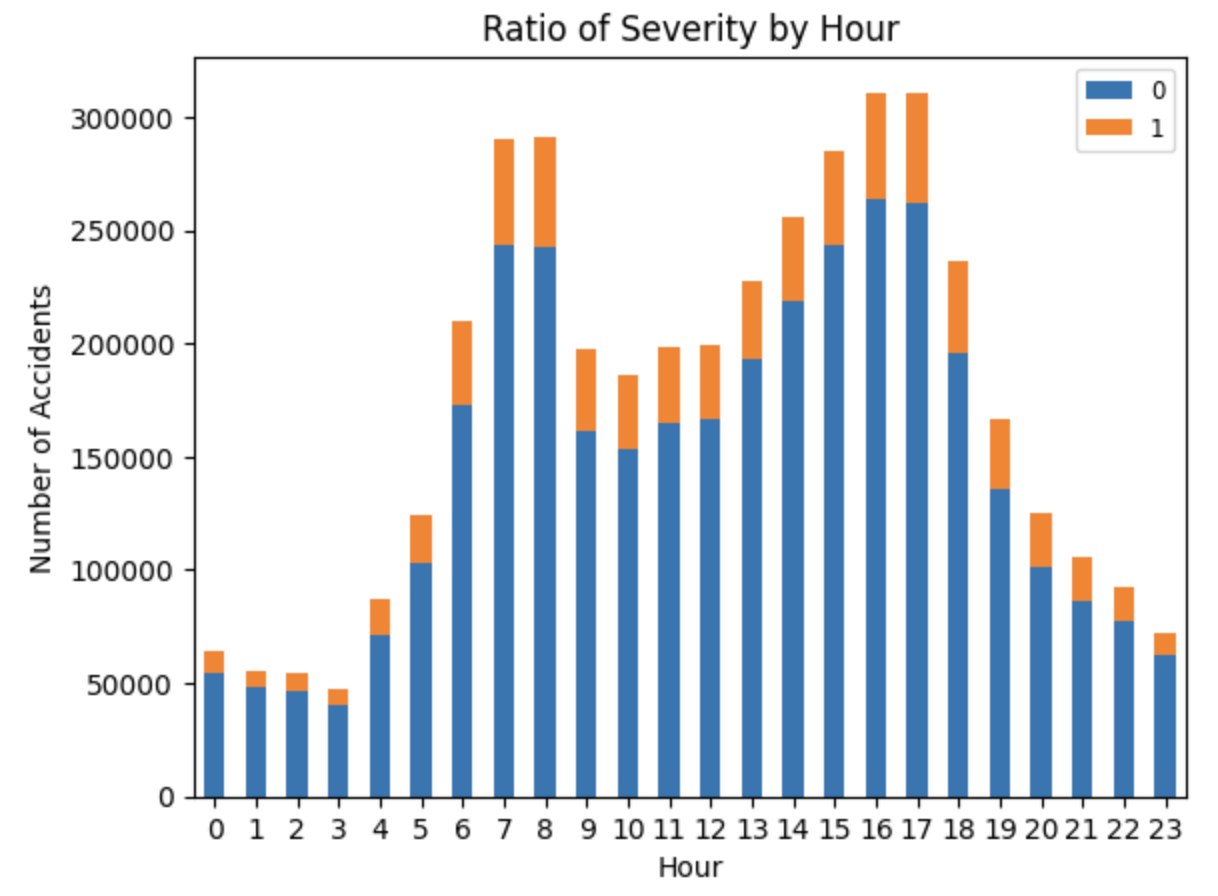 Ratio of Severity by Hour
0
1
300000
250000
200000
150000
100000
50000
0
Number of Accidents
0 1 2 3 4 5 6 7 8 9 10 11 12 13 14 15 16 17 18 19 20 21 22 23
Hour